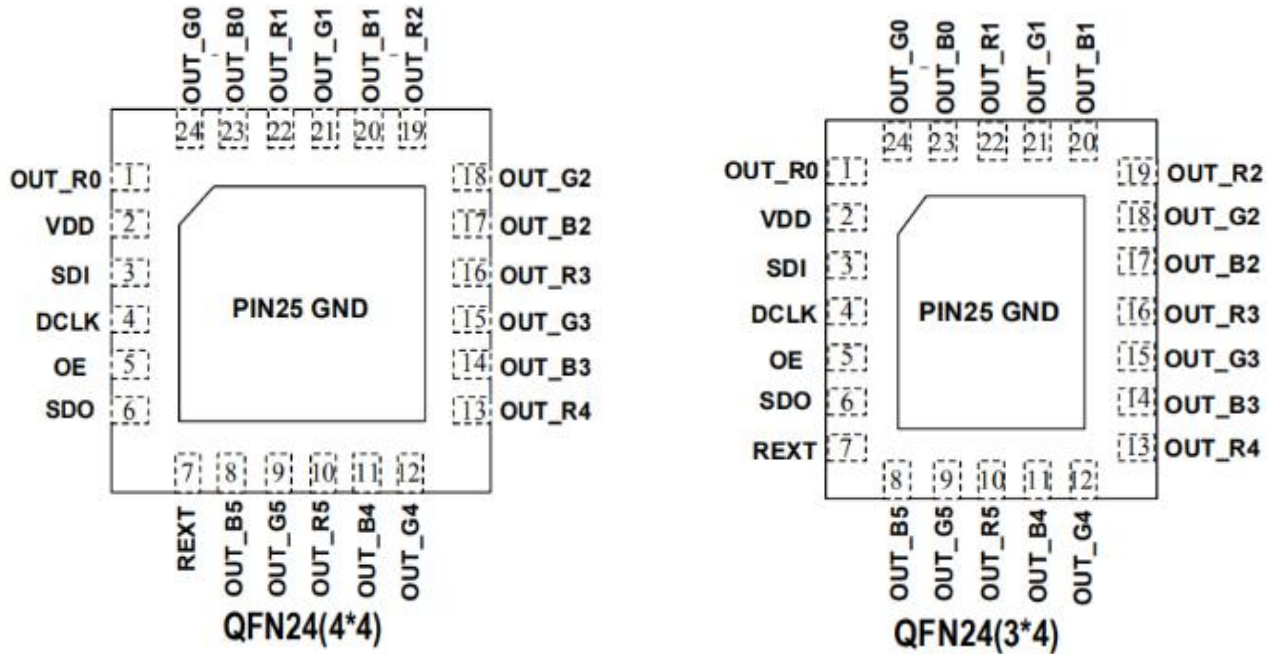 OUT_G0
OUT_B0
OUT_R1
OUT_G1
OUT_B1
OUT_R2
24 23 22 21 20 19
OUT_R0 1
VDD 2
SDI 3
DCLK 4
OE 5
SDO 6
PIN25 GND
18 OUT_G2
17 OUT_B2
16 OUT_R3
15 OUT_G3
14 OUT_B3
13 OUT_R4
7 8 9 10 11 12
REXT
OUT_B5
OUT_G5
OUT_R5
OUT_B4
OUT_G4
QFN24(4*4)
OUT_G0
OUT_B0
OUT_R1
OUT_G1
OUT_B1
24 23 22 21 20
OUT_R0 1
VDD 2
SDI 3
DCLK 4
OE 5
SDO 6
REXT 7
PIN25 GND
19 OUT_R2
18 OUT_G2
17 OUT_B2
16 OUT_R3
15 OUT_G3
14 OUT_B3
13 OUT_R4
8 9 10 11 12
OUT_B5
OUT_G5
OUT_R5
OUT_B4
OUT_G4
QFN24(3*4)